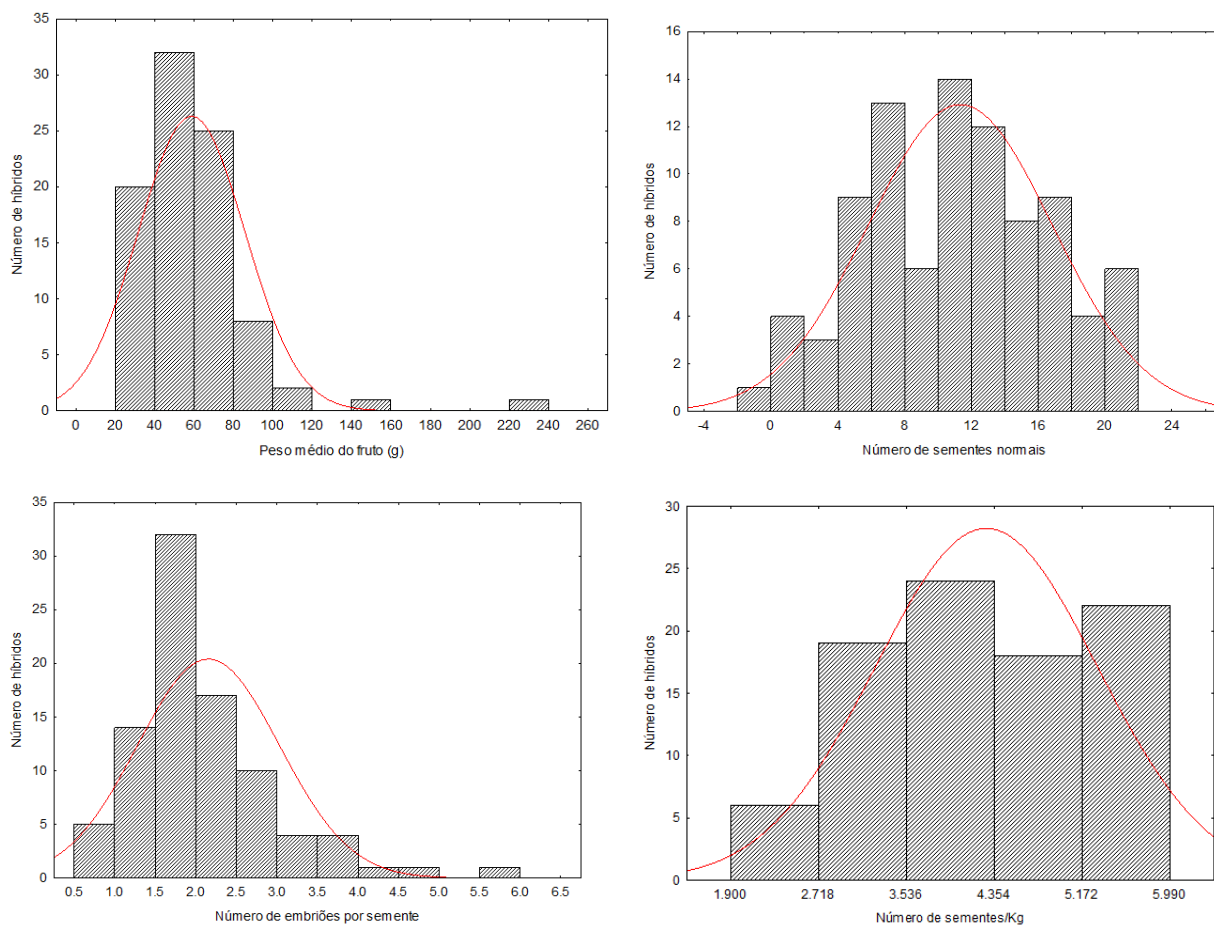 35
30
25
20
15
10
5
0
Número de híbridos
0 20 40 60 80 100 120 140 160 180 200 220 240 260
Peso médio do fruto (g)
16
14
12
10
8
6
4
2
0
Número de híbridos
-4 0 4 8 12 16 20 24
Número de sementes normais
35
30
25
20
15
10
5
0
Número de híbridos
0.5 1.0 1.5 2.0 2.5 3.0 3.5 4.0 4.5 5.0 5.5 6.0 6.5
Número de embriões por semente
30
25
20
15
10
5
0
Número de híbridos
1.900 2.718 3.536 4.354 5.172 5.990
Número de sementes/Kg